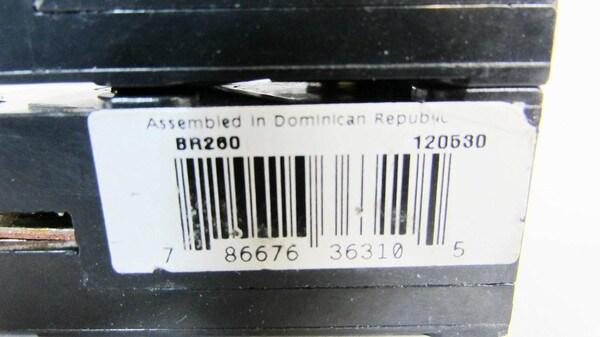 Assembled in Dominican Republic
BR260 120530
7 86676 36310 5